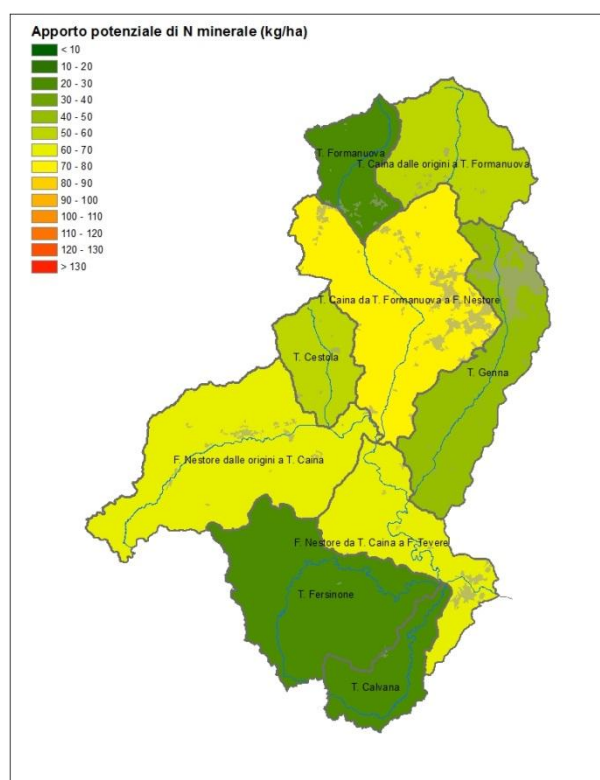 Apporto potenziale di N minerale (kg/ha)
< 10
10 - 20
20 - 30
30 - 40
40 - 50
50 - 60
60 - 70
70 - 80
80 - 90
90 - 100
100 - 110
110 - 120
120 - 130
> 130
T. Formanuova
T. Caina dalle origini a T. Formanuova
T. Caina da T. Formanuova a F. Nestore
T. Cestola
T. Genna
F. Nestore dalle origini a T. Caina
F. Nestore da T. Caina a F. Tevere
T. Fersinone
T. Calvana